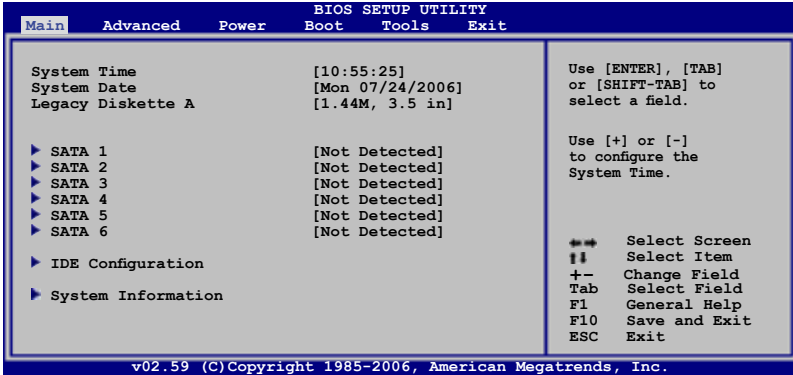 BIOS SETUP UTILITY
Main Advanced Power Boot Tools Exit
System Time [10:55:25]
System Date [Mon 07/24/2006]
Legacy Diskette A [1.44M, 3.5 in]
SATA 1 [Not Detected]
SATA 2 [Not Detected]
SATA 3 [Not Detected]
SATA 4 [Not Detected]
SATA 5 [Not Detected]
SATA 6 [Not Detected]
IDE Configuration
System Information
Use [ENTER], [TAB]
or [SHIFT-TAB] to
select a field.
Use [+] or [-]
to configure the
System Time.
Select Screen
Select Item
+- Change Field
Tab Select Field
F1 General Help
F10 Save and Exit
ESC Exit
v02.59 (C)Copyright 1985-2006, American Megatrends, Inc.